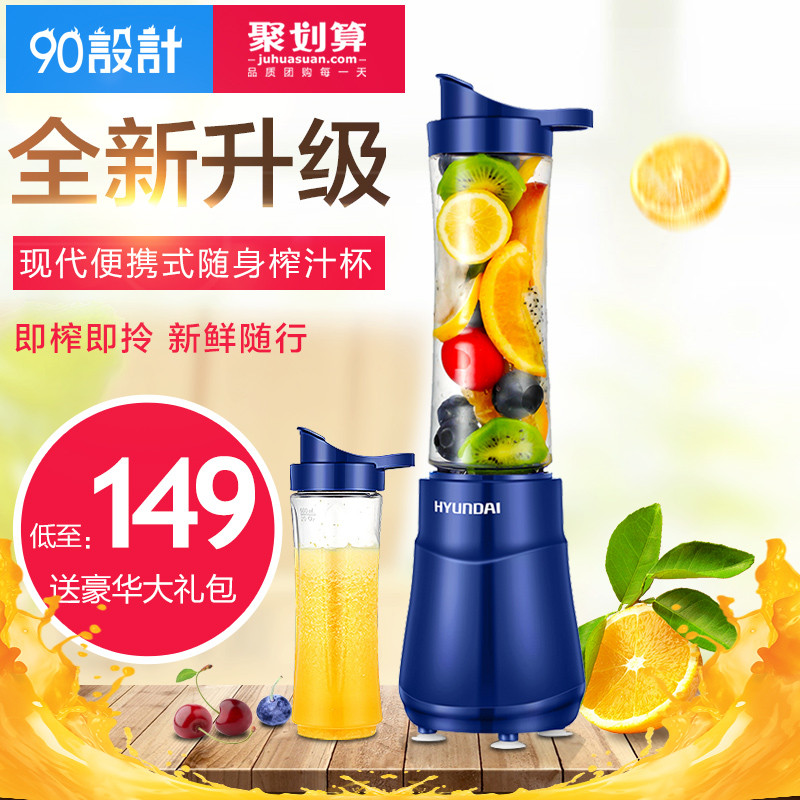 90設計
聚划算
juhuasuan.com
品质团购每一天
全新升级
现代便携式随身榨汁杯
即榨即拎 新鲜随行
低至：149
送豪华大礼包
HYUNDAI